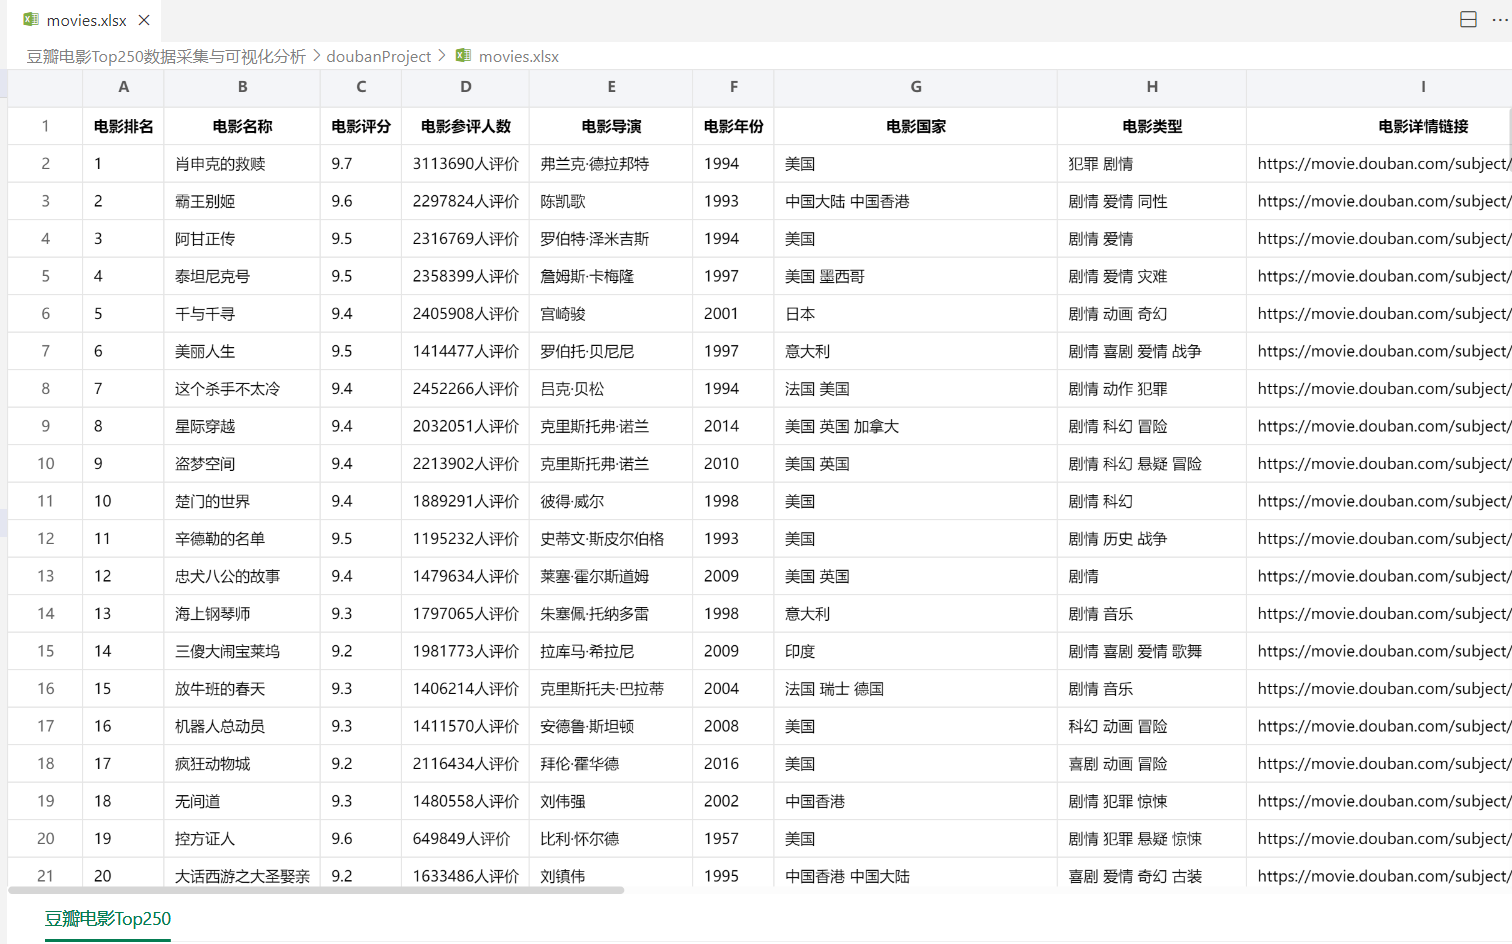 movies.xlsx
豆瓣电影Top250数据采集与可视化分析 > doubanProject > movies.xlsx
A B C D E F G H I
1 电影排名 电影名称 电影评分 电影参评人数 电影导演 电影年份 电影国家 电影类型 电影详情链接
2 1 肖申克的救赎 9.7 3113690人评价 弗兰克·德拉邦特 1994 美国 犯罪 剧情 https://movie.douban.com/subject/
3 2 霸王别姬 9.6 2297824人评价 陈凯歌 1993 中国大陆 中国香港 剧情 爱情 同性 https://movie.douban.com/subject/
4 3 阿甘正传 9.5 2316769人评价 罗伯特·泽米吉斯 1994 美国 剧情 爱情 https://movie.douban.com/subject/
5 4 泰坦尼克号 9.5 2358399人评价 詹姆斯·卡梅隆 1997 美国 墨西哥 剧情 爱情 灾难 https://movie.douban.com/subject/
6 5 千与千寻 9.4 2405908人评价 宫崎骏 2001 日本 剧情 动画 奇幻 https://movie.douban.com/subject/
7 6 美丽人生 9.5 1414477人评价 罗伯托·贝尼尼 1997 意大利 剧情 喜剧 爱情 战争 https://movie.douban.com/subject/
8 7 这个杀手不太冷 9.4 2452266人评价 吕克·贝松 1994 法国 美国 剧情 动作 犯罪 https://movie.douban.com/subject/
9 8 星际穿越 9.4 2032051人评价 克里斯托弗·诺兰 2014 美国 英国 加拿大 剧情 科幻 冒险 https://movie.douban.com/subject/
10 9 盗梦空间 9.4 2213902人评价 克里斯托弗·诺兰 2010 美国 英国 剧情 科幻 悬疑 冒险 https://movie.douban.com/subject/
11 10 楚门的世界 9.4 1889291人评价 彼得·威尔 1998 美国 剧情 科幻 https://movie.douban.com/subject/
12 11 辛德勒的名单 9.5 1195232人评价 史蒂文·斯皮尔伯格 1993 美国 剧情 历史 战争 https://movie.douban.com/subject/
13 12 忠犬八公的故事 9.4 1479634人评价 莱塞·霍尔斯道姆 2009 美国 英国 剧情 https://movie.douban.com/subject/
14 13 海上钢琴师 9.3 1797065人评价 朱塞佩·托纳多雷 1998 意大利 剧情 音乐 https://movie.douban.com/subject/
15 14 三傻大闹宝莱坞 9.2 1981773人评价 拉库马·希拉尼 2009 印度 剧情 喜剧 爱情 歌舞 https://movie.douban.com/subject/
16 15 放牛班的春天 9.3 1406214人评价 克里斯托夫·巴拉蒂 2004 法国 瑞士 德国 剧情 音乐 https://movie.douban.com/subject/
17 16 机器人总动员 9.3 1411570人评价 安德鲁·斯坦顿 2008 美国 科幻 动画 冒险 https://movie.douban.com/subject/
18 17 疯狂动物城 9.2 2116434人评价 拜伦·霍华德 2016 美国 喜剧 动画 冒险 https://movie.douban.com/subject/
19 18 无间道 9.3 1480558人评价 刘伟强 2002 中国香港 剧情 犯罪 惊悚 https://movie.douban.com/subject/
20 19 控方证人 9.6 649849人评价 比利·怀尔德 1957 美国 剧情 犯罪 悬疑 惊悚 https://movie.douban.com/subject/
21 20 大话西游之大圣娶亲 9.2 1633486人评价 刘镇伟 1995 中国香港 中国大陆 喜剧 爱情 奇幻 古装 https://movie.douban.com/subject/
豆瓣电影Top250